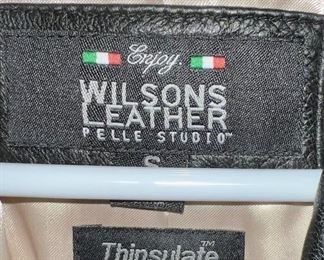 Enjoy.
WILSONS
LEATHER
PELLE STUDIO™
S
Thinsulate™